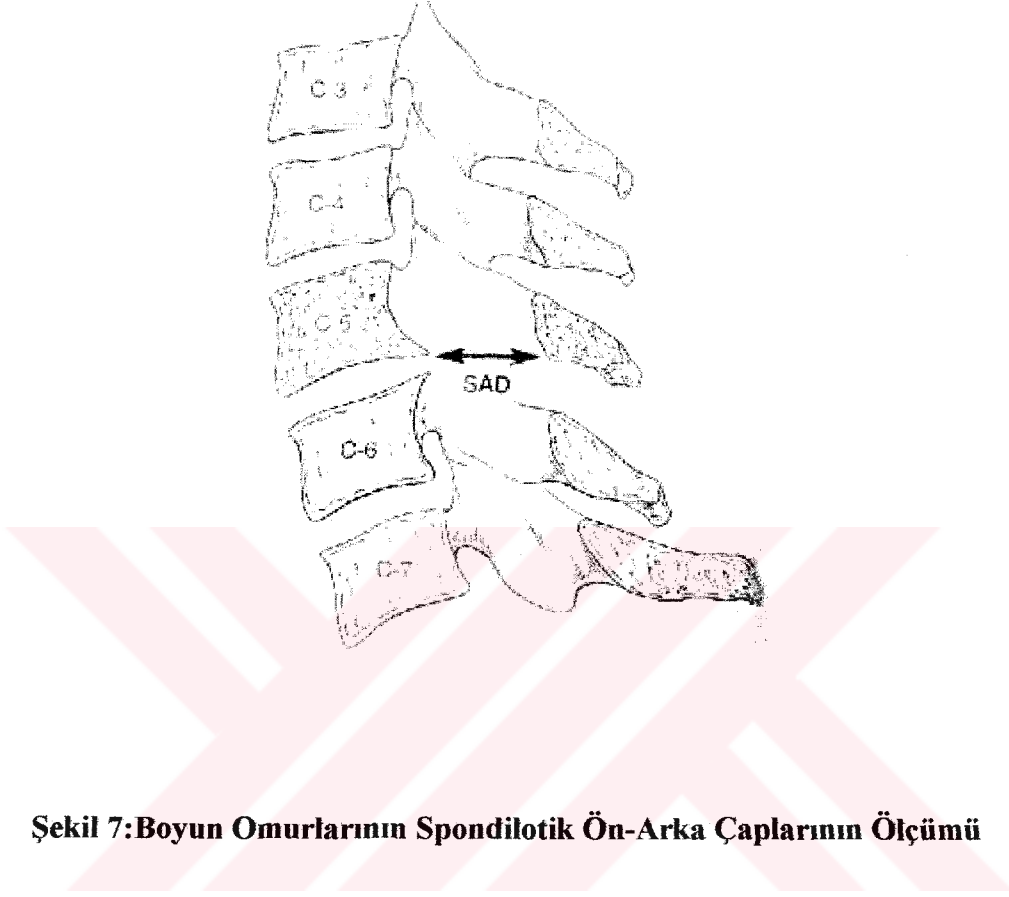 C-3
C-4
C-5
SAD
C-6
C-7
Şekil 7:Boyun Omurlarının Spondilotik Ön-Arka Çaplarının Ölçümü